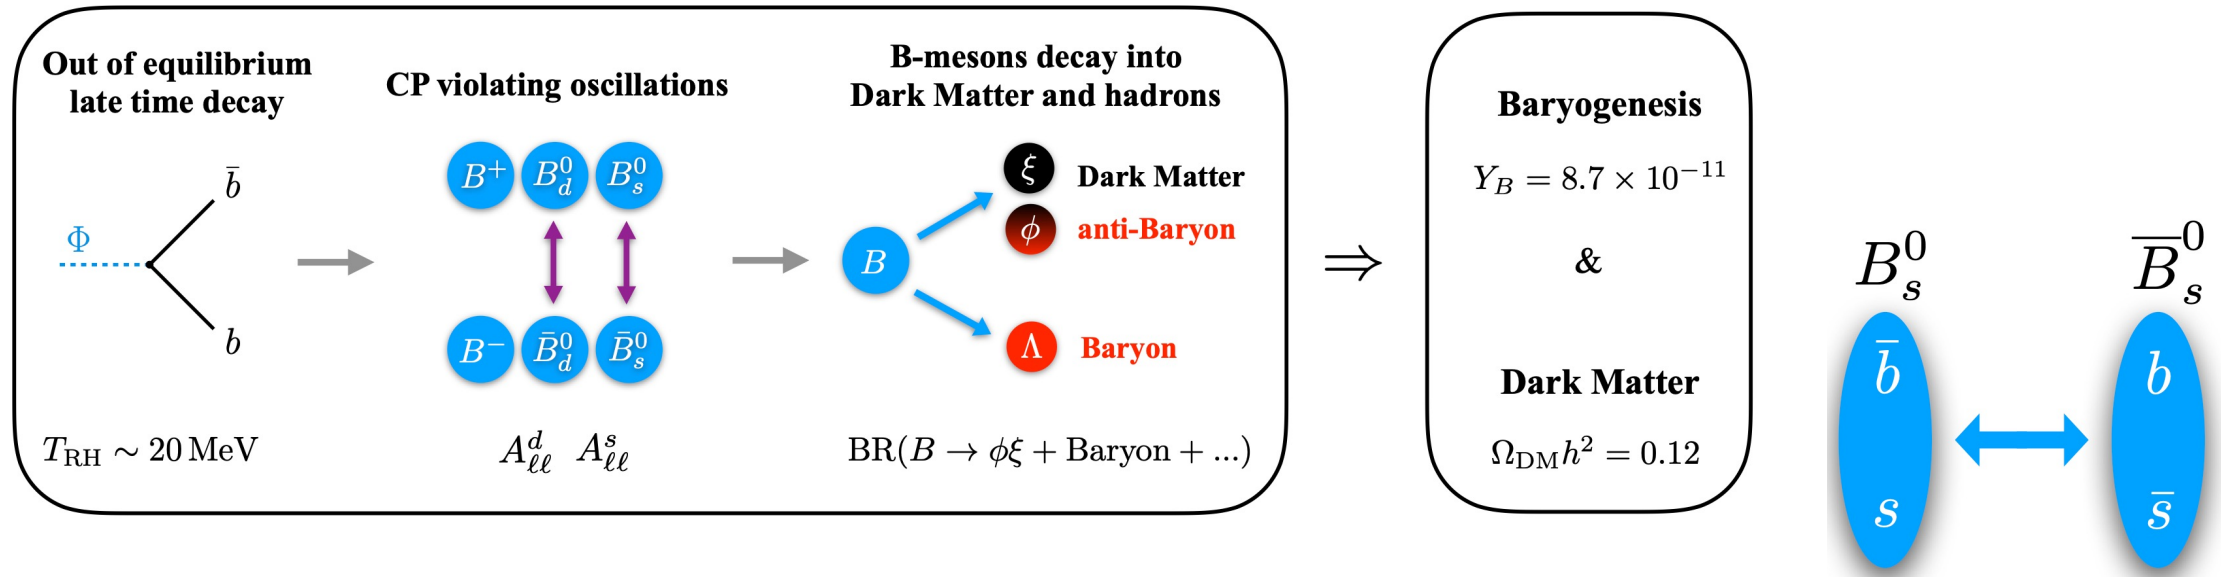 Out of equilibrium
late time decay
Φ
b̄
b
T_RH ∼ 20 MeV
CP violating oscillations
B⁺ B⁰_d B⁰_s
B⁻ B̄⁰_d B̄⁰_s
A^d_ℓℓ A^s_ℓℓ
B-mesons decay into
Dark Matter and hadrons
B
ξ Dark Matter
ϕ anti-Baryon
Λ Baryon
BR(B → ϕξ + Baryon + ...)
⇒
Baryogenesis
Y_B = 8.7 × 10⁻¹¹
&
Dark Matter
Ω_DM h² = 0.12
B⁰_s B̄⁰_s
b̄ b
s s̄